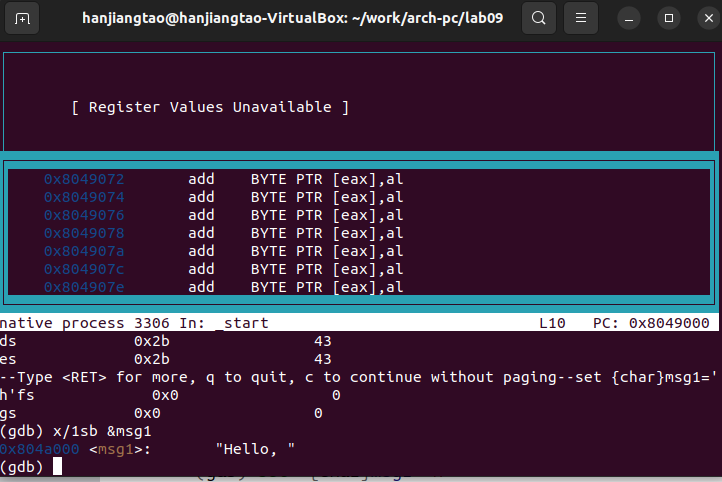 hanjiangtao@hanjiangtao-VirtualBox: ~/work/arch-pc/lab09
[ Register Values Unavailable ]
0x8049072 add BYTE PTR [eax],al
0x8049074 add BYTE PTR [eax],al
0x8049076 add BYTE PTR [eax],al
0x8049078 add BYTE PTR [eax],al
0x804907a add BYTE PTR [eax],al
0x804907c add BYTE PTR [eax],al
0x804907e add BYTE PTR [eax],al
native process 3306 In: _start L10 PC: 0x8049000
ds 0x2b 43
es 0x2b 43
--Type <RET> for more, q to quit, c to continue without paging--set {char}msg1='
h'fs 0x0 0
gs 0x0 0
(gdb) x/1sb &msg1
0x804a000 <msg1>: "Hello, "
(gdb)